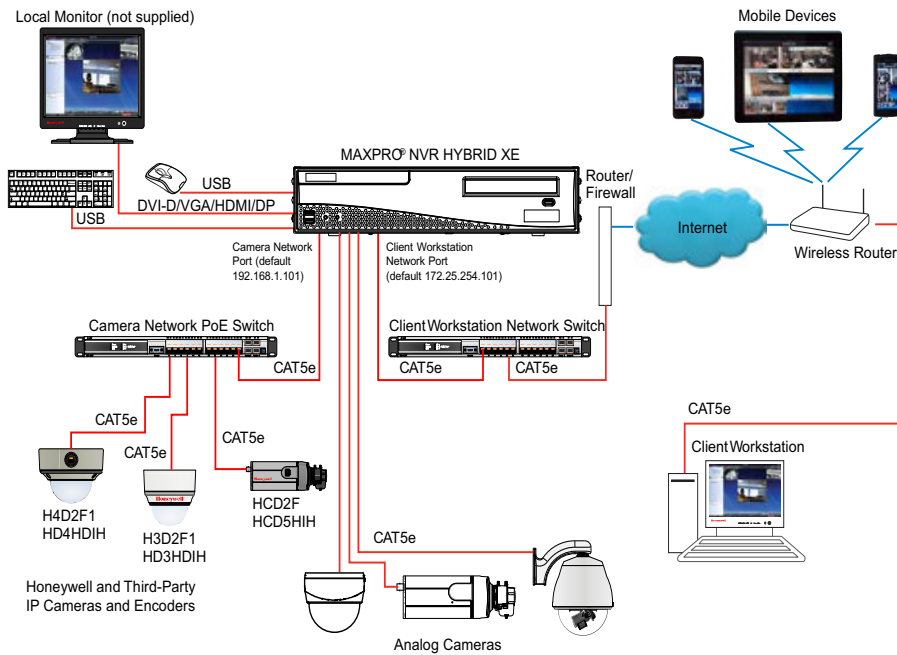 Local Monitor (not supplied)
Mobile Devices
MAXPRO® NVR HYBRID XE
Router/
Firewall
USB
DVI-D/VGA/HDMI/DP
USB
Internet
Wireless Router
Camera Network
Port (default
192.168.1.101)
Client Workstation
Network Port
(default 172.25.254.101)
Camera Network PoE Switch
Client Workstation Network Switch
CAT5e
CAT5e
CAT5e
CAT5e
CAT5e
CAT5e
CAT5e
Client Workstation
Honeywell
H4D2F1
HD4HDIH
H3D2F1
HD3HDIH
HCD2F
HCD5HIH
CAT5e
Honeywell and Third-Party
IP Cameras and Encoders
Analog Cameras